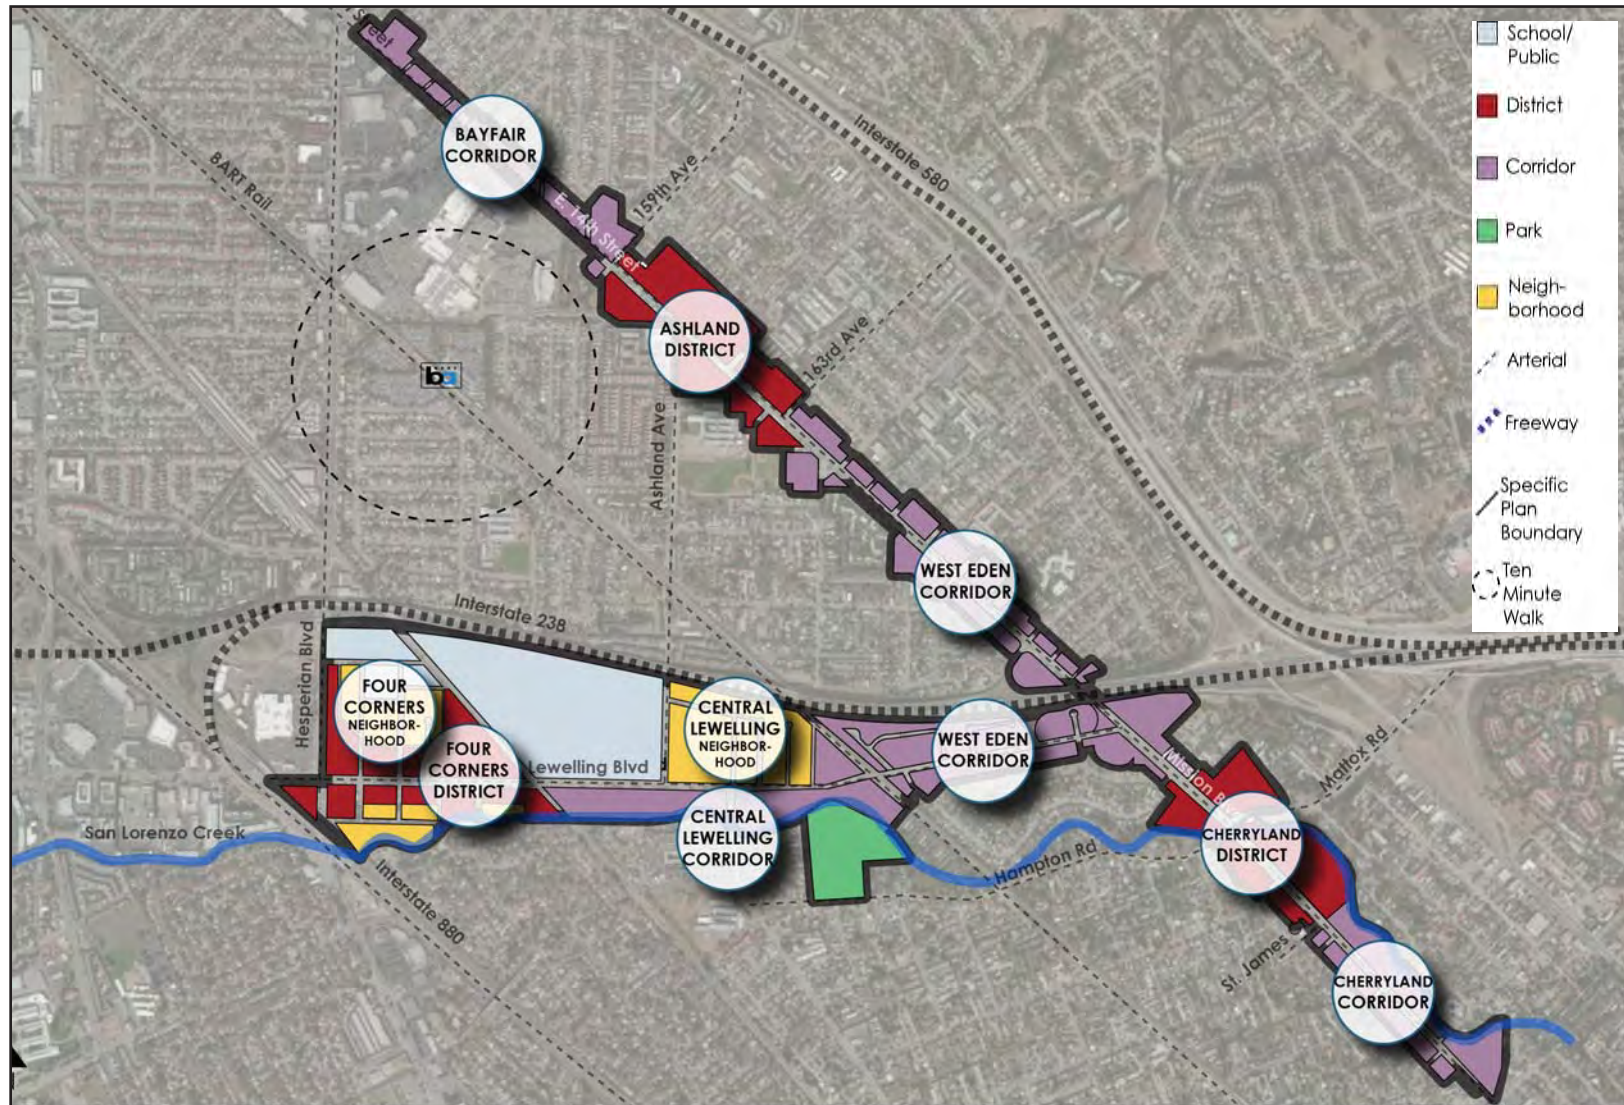 Street
BAYFAIR
CORRIDOR
BART Rail
E. 14th Street
159th Ave
Interstate 580
ASHLAND
DISTRICT
163rd Ave
Ashland Ave
WEST EDEN
CORRIDOR
Interstate 238
Hesperian Blvd
FOUR
CORNERS
NEIGHBOR-
HOOD
FOUR
CORNERS
DISTRICT
Lewelling Blvd
CENTRAL
LEWELLING
NEIGHBOR-
HOOD
WEST EDEN
CORRIDOR
CENTRAL
LEWELLING
CORRIDOR
San Lorenzo Creek
Interstate 880
Hampton Rd
Mission
Mattox Rd
CHERRYLAND
DISTRICT
St. James
CHERRYLAND
CORRIDOR
School/
Public
District
Corridor
Park
Neigh-
borhood
Arterial
Freeway
Specific
Plan
Boundary
Ten
Minute
Walk